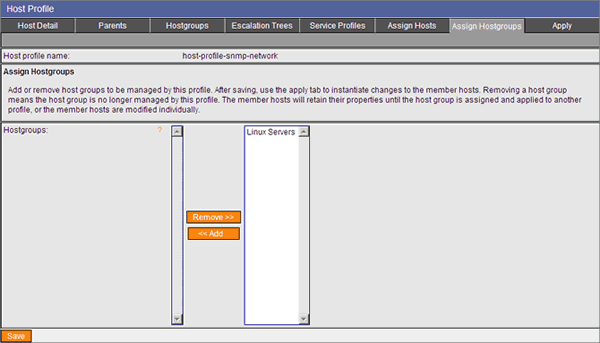 Host Profile
Host Detail Parents Hostgroups Escalation Trees Service Profiles Assign Hosts Assign Hostgroups Apply
Host profile name: host-profile-snmp-network
Assign Hostgroups
Add or remove host groups to be managed by this profile. After saving, use the apply tab to instantiate changes to the member hosts. Removing a host group
means the host group is no longer managed by this profile. The member hosts will retain their properties until the host group is assigned and applied to another
profile, or the member hosts are modified individually.
Hostgroups: ? Linux Servers
Remove >>
<< Add
Save